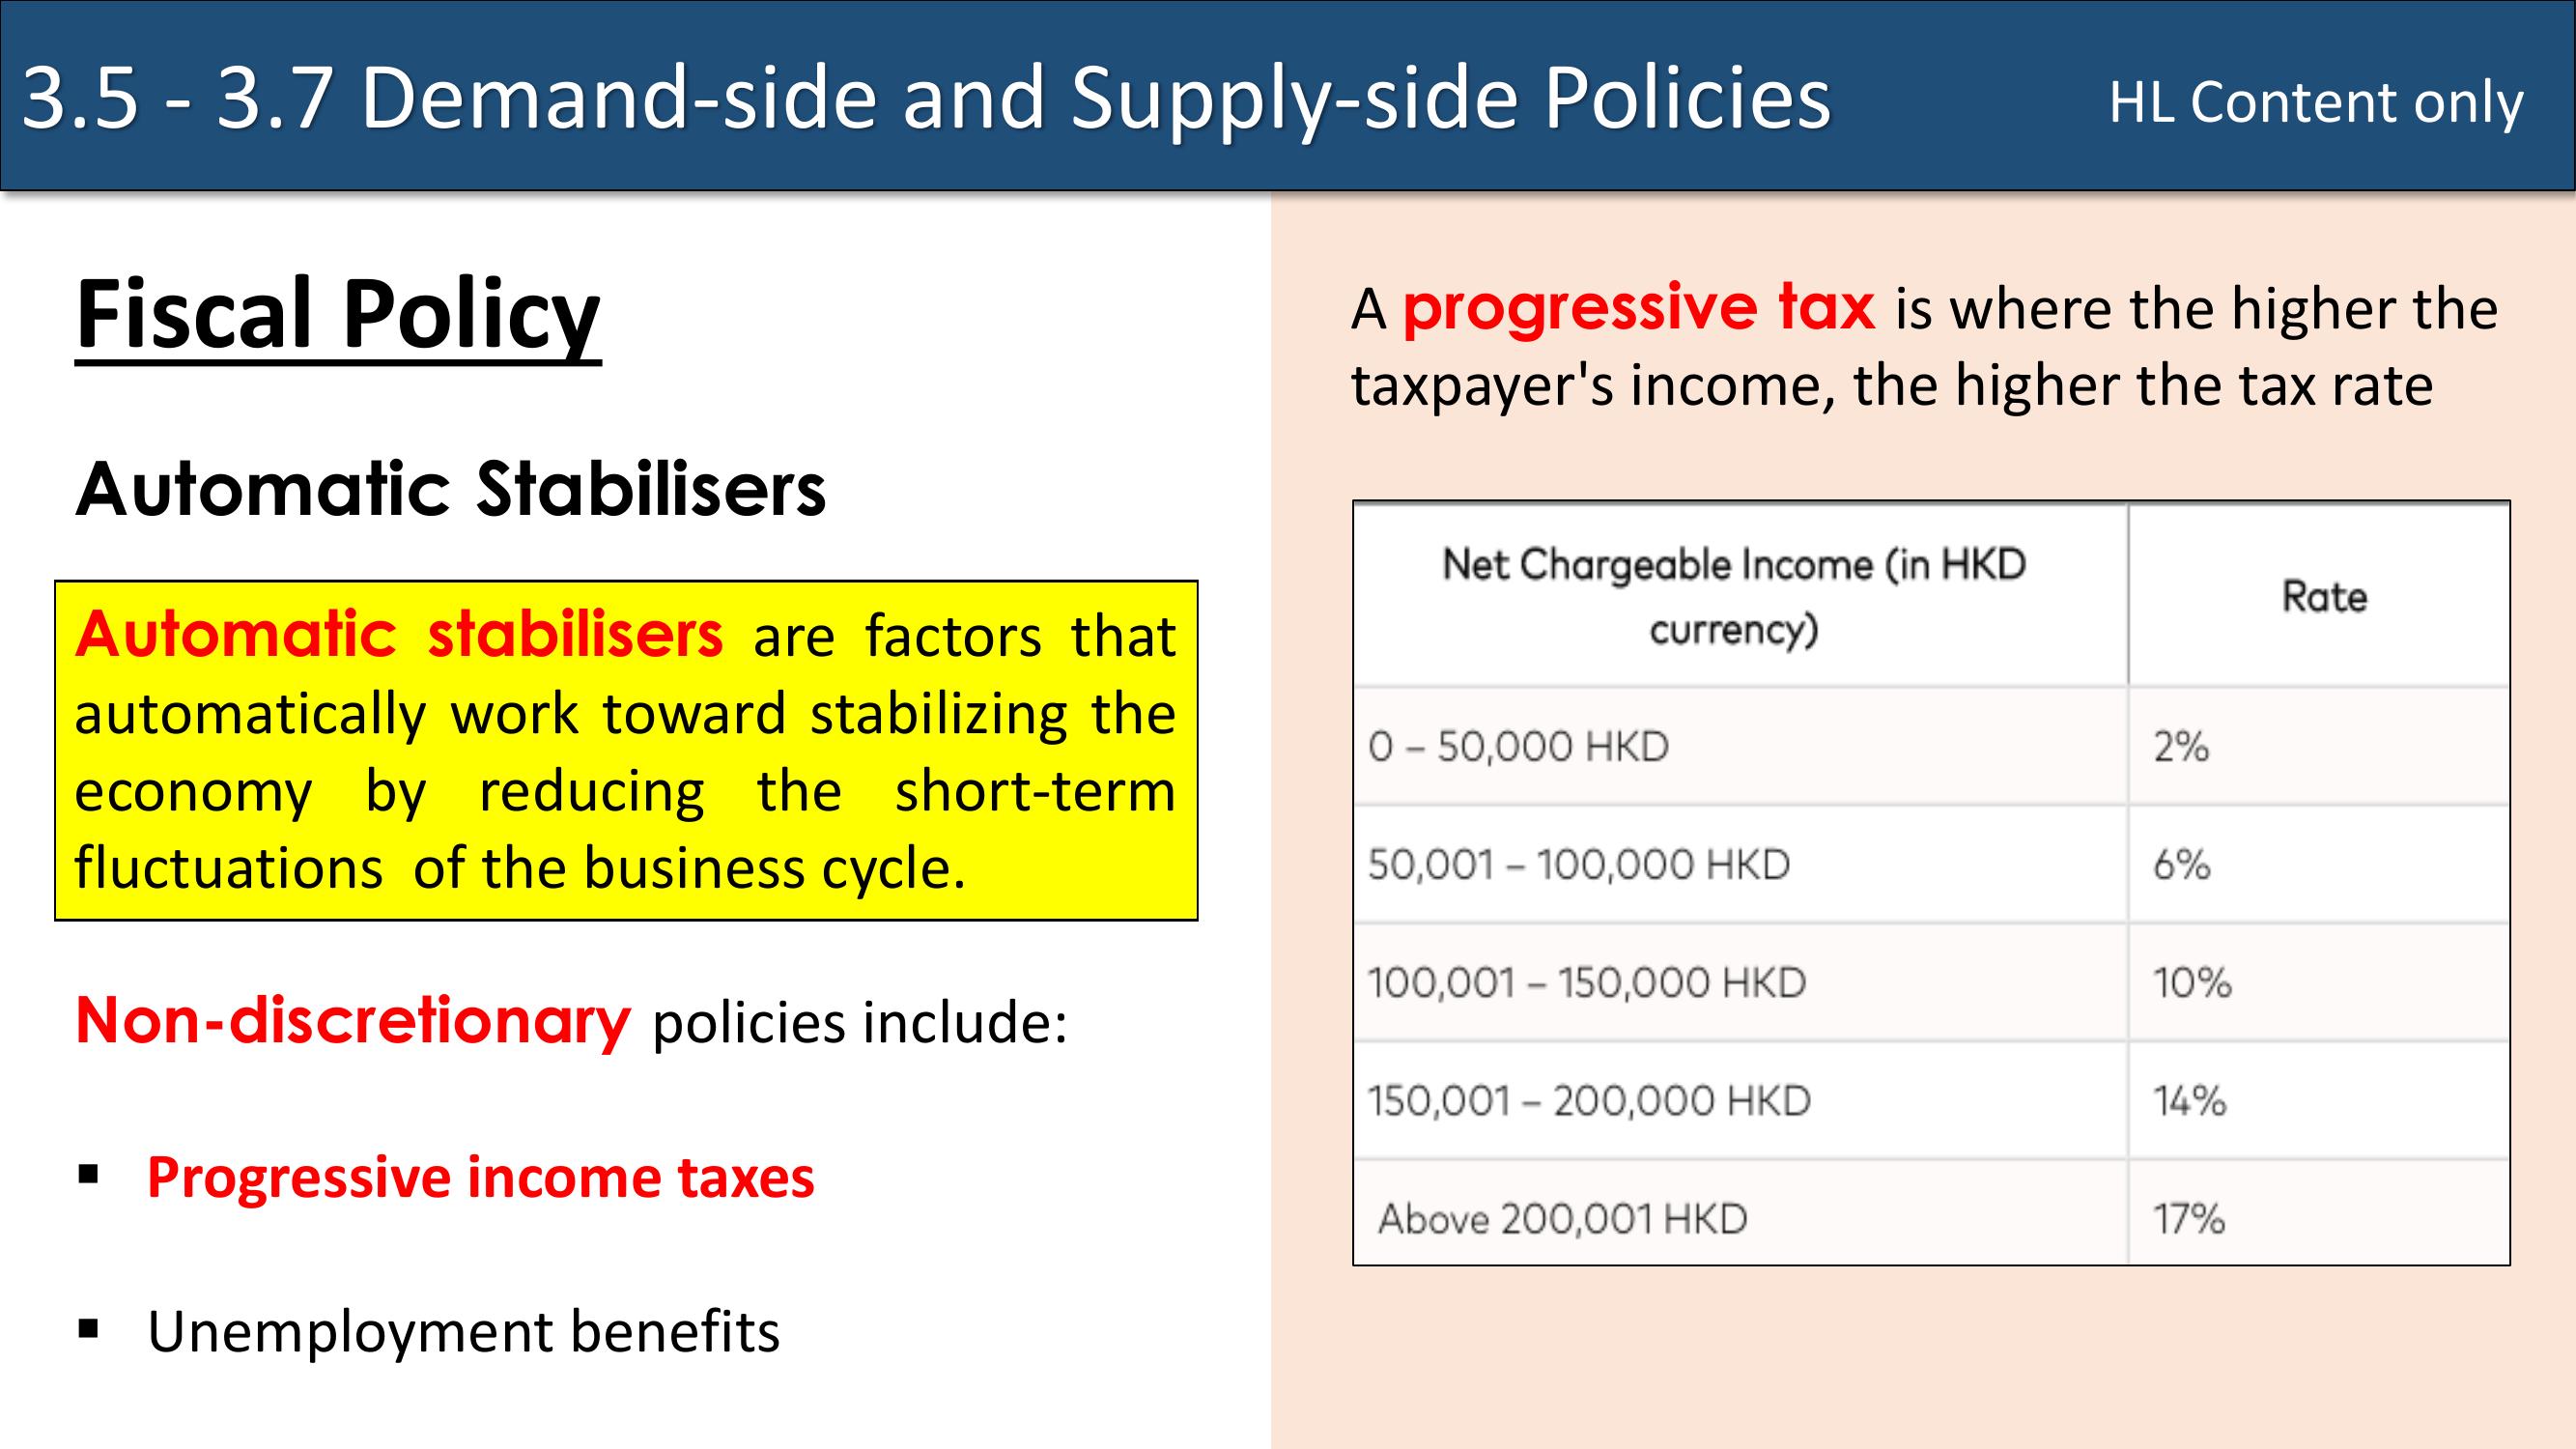 3.5 - 3.7 Demand-side and Supply-side Policies
HL Content only
Fiscal Policy
Automatic Stabilisers
Automatic stabilisers are factors that
automatically work toward stabilizing the
economy by reducing the short-term
fluctuations of the business cycle.
Non-discretionary policies include:
▪ Progressive income taxes
▪ Unemployment benefits
A progressive tax is where the higher the
taxpayer's income, the higher the tax rate
Net Chargeable Income (in HKD
currency)
Rate
0 – 50,000 HKD 2%
50,001 – 100,000 HKD 6%
100,001 – 150,000 HKD 10%
150,001 – 200,000 HKD 14%
Above 200,001 HKD 17%